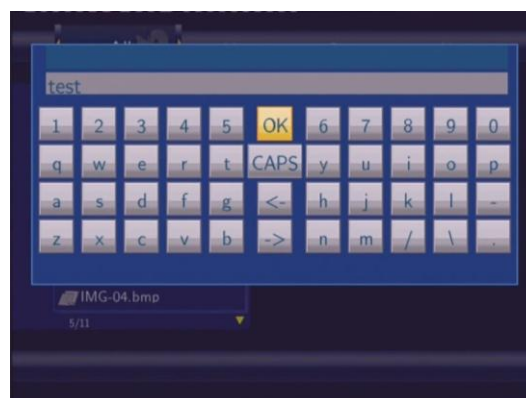 test
1 2 3 4 5 OK 6 7 8 9 0
q w e r t CAPS y u i o p
a s d f g <- h j k l -
z x c v b -> n m / \ .
IMG-04.bmp
5/11